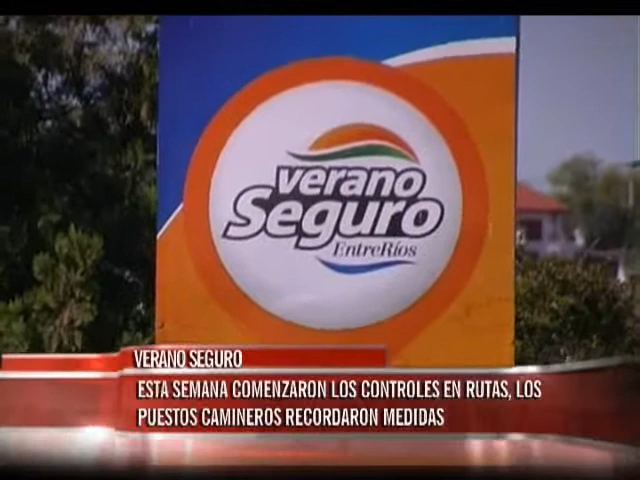 verano
Seguro
EntreRíos
VERANO SEGURO
ESTA SEMANA COMENZARON LOS CONTROLES EN RUTAS, LOS
PUESTOS CAMINEROS RECORDARON MEDIDAS